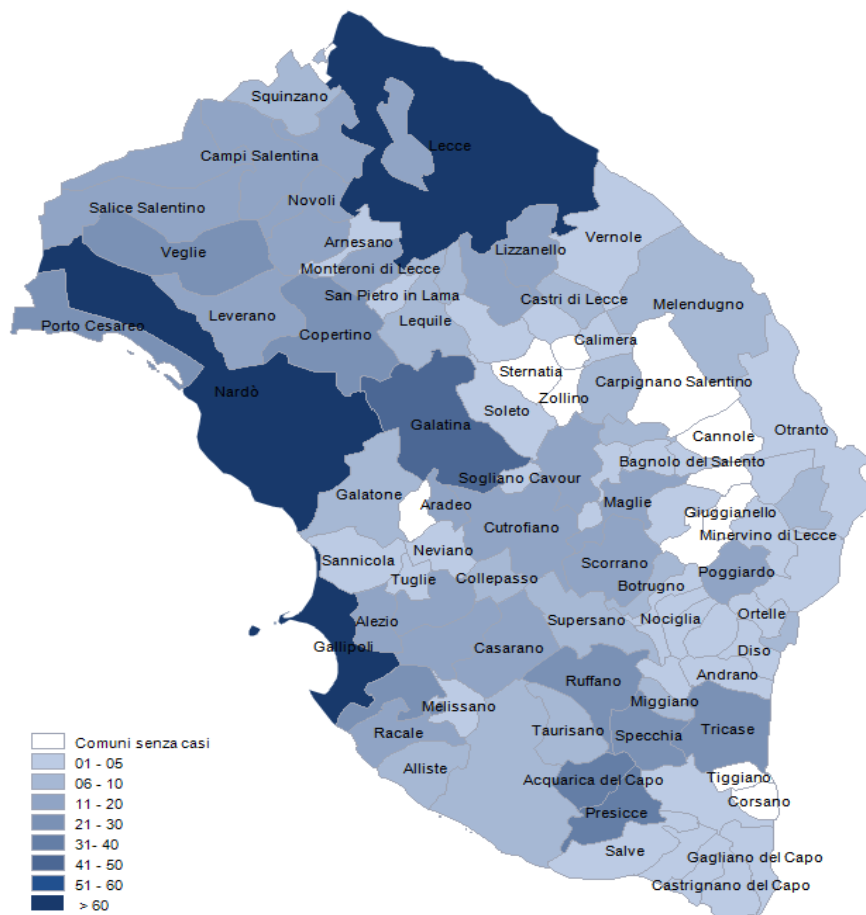 Squinzano
Lecce
Campi Salentina
Novoli
Salice Salentino
Vernole
Arnesano
Lizzanello
Veglie
Monteroni di Lecce
San Pietro in Lama
Castri di Lecce
Melendugno
Leverano
Lequile
Porto Cesareo
Copertino
Calimera
Sternatia
Carpignano Salentino
Nardò
Zollino
Soleto
Galatina
Cannole
Otranto
Bagnolo del Salento
Sogliano Cavour
Galatone
Aradeo
Maglie
Giuggianello
Cutrofiano
Minervino di Lecce
Neviano
Sannicola
Scorrano
Poggiardo
Tuglie
Collepasso
Botrugno
Alezio
Supersano
Nociglia
Ortelle
Gallipoli
Casarano
Diso
Andrano
Ruffano
Miggiano
Melissano
Taurisano
Specchia
Tricase
Racale
Alliste
Acquarica del Capo
Tiggiano
Corsano
Presicce
Salve
Gagliano del Capo
Castrignano del Capo
Comuni senza casi
01 - 05
06 - 10
11 - 20
21 - 30
31- 40
41 - 50
51 - 60
> 60